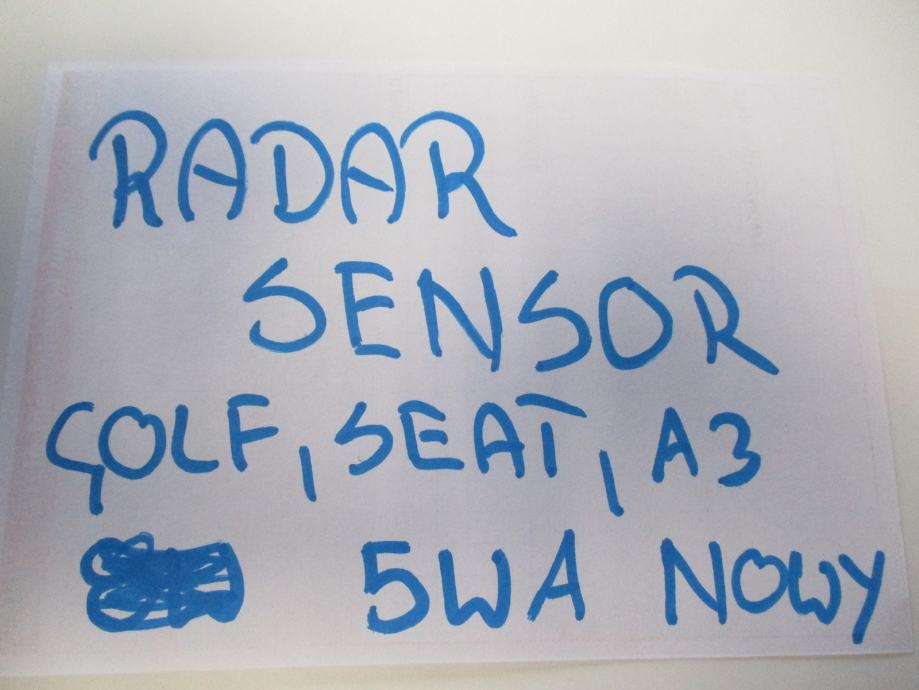 RADAR
SENSOR
GOLF, SEAT, A3
5WA NOWY